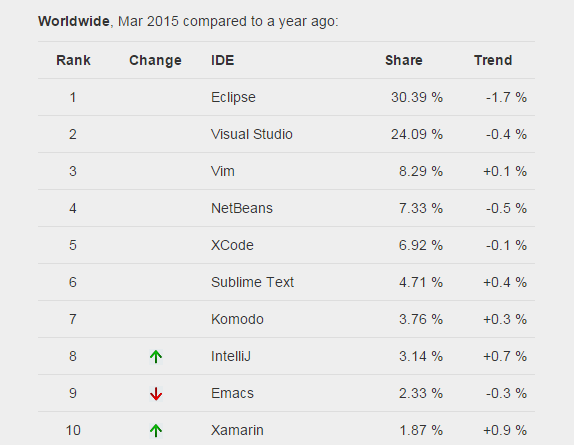 Worldwide, Mar 2015 compared to a year ago:
Rank Change IDE Share Trend
1 Eclipse 30.39 % -1.7 %
2 Visual Studio 24.09 % -0.4 %
3 Vim 8.29 % +0.1 %
4 NetBeans 7.33 % -0.5 %
5 XCode 6.92 % -0.1 %
6 Sublime Text 4.71 % +0.4 %
7 Komodo 3.76 % +0.3 %
8 IntelliJ 3.14 % +0.7 %
9 Emacs 2.33 % -0.3 %
10 Xamarin 1.87 % +0.9 %